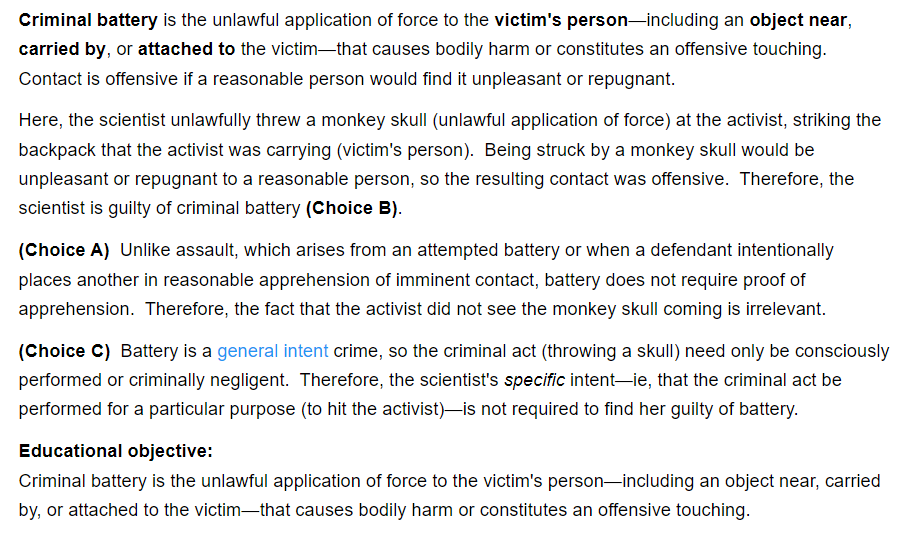 Criminal battery is the unlawful application of force to the victim's person—including an object near,
carried by, or attached to the victim—that causes bodily harm or constitutes an offensive touching.
Contact is offensive if a reasonable person would find it unpleasant or repugnant.
Here, the scientist unlawfully threw a monkey skull (unlawful application of force) at the activist, striking the
backpack that the activist was carrying (victim's person).  Being struck by a monkey skull would be
unpleasant or repugnant to a reasonable person, so the resulting contact was offensive.  Therefore, the
scientist is guilty of criminal battery (Choice B).
(Choice A)  Unlike assault, which arises from an attempted battery or when a defendant intentionally
places another in reasonable apprehension of imminent contact, battery does not require proof of
apprehension.  Therefore, the fact that the activist did not see the monkey skull coming is irrelevant.
(Choice C)  Battery is a general intent crime, so the criminal act (throwing a skull) need only be consciously
performed or criminally negligent.  Therefore, the scientist's specific intent—ie, that the criminal act be
performed for a particular purpose (to hit the activist)—is not required to find her guilty of battery.
Educational objective:
Criminal battery is the unlawful application of force to the victim's person—including an object near, carried
by, or attached to the victim—that causes bodily harm or constitutes an offensive touching.